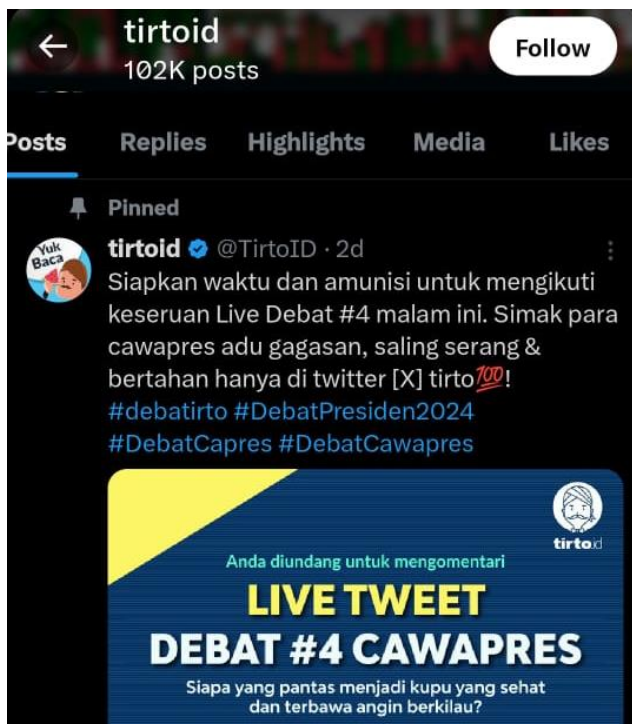 tirtoid
102K posts
Follow
Posts
Replies
Highlights
Media
Likes
Pinned
tirtoid @TirtoID · 2d
Yuk
Baca
Siapkan waktu dan amunisi untuk mengikuti
keseruan Live Debat #4 malam ini. Simak para
cawapres adu gagasan, saling serang &
bertahan hanya di twitter [X] tirto💯!
#debatirto #DebatPresiden2024
#DebatCapres #DebatCawapres
tirto.id
Anda diundang untuk mengomentari
LIVE TWEET
DEBAT #4 CAWAPRES
Siapa yang pantas menjadi kupu yang sehat
dan terbawa angin berkilau?